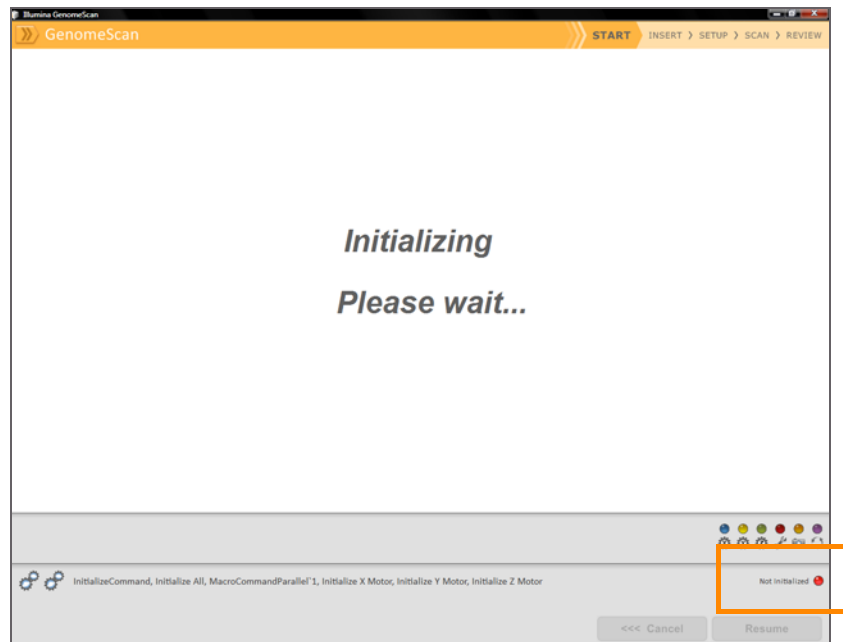 Illumina GenomeScan
GenomeScan
START INSERT > SETUP > SCAN > REVIEW
Initializing
Please wait...
InitializeCommand, Initialize All, MacroCommandParallel`1, Initialize X Motor, Initialize Y Motor, Initialize Z Motor
Not initialized
<<< Cancel Resume